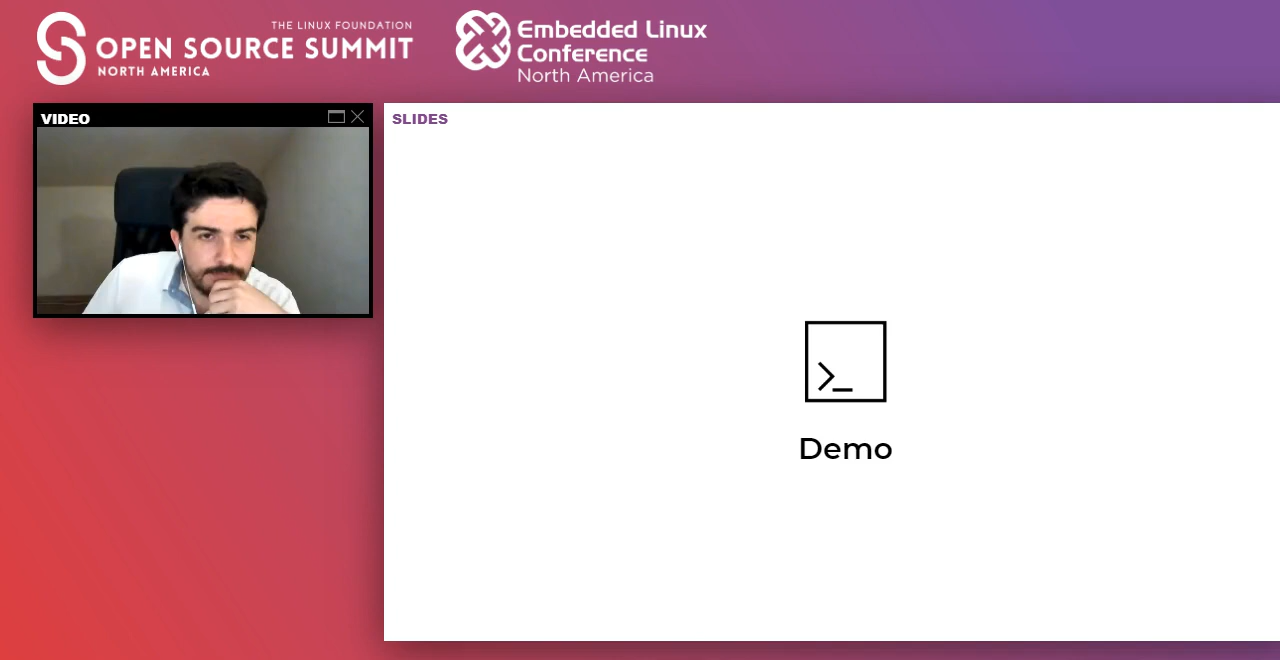 THE LINUX FOUNDATION
OPEN SOURCE SUMMIT
NORTH AMERICA
Embedded Linux
Conference
North America
VIDEO
SLIDES
>_
Demo